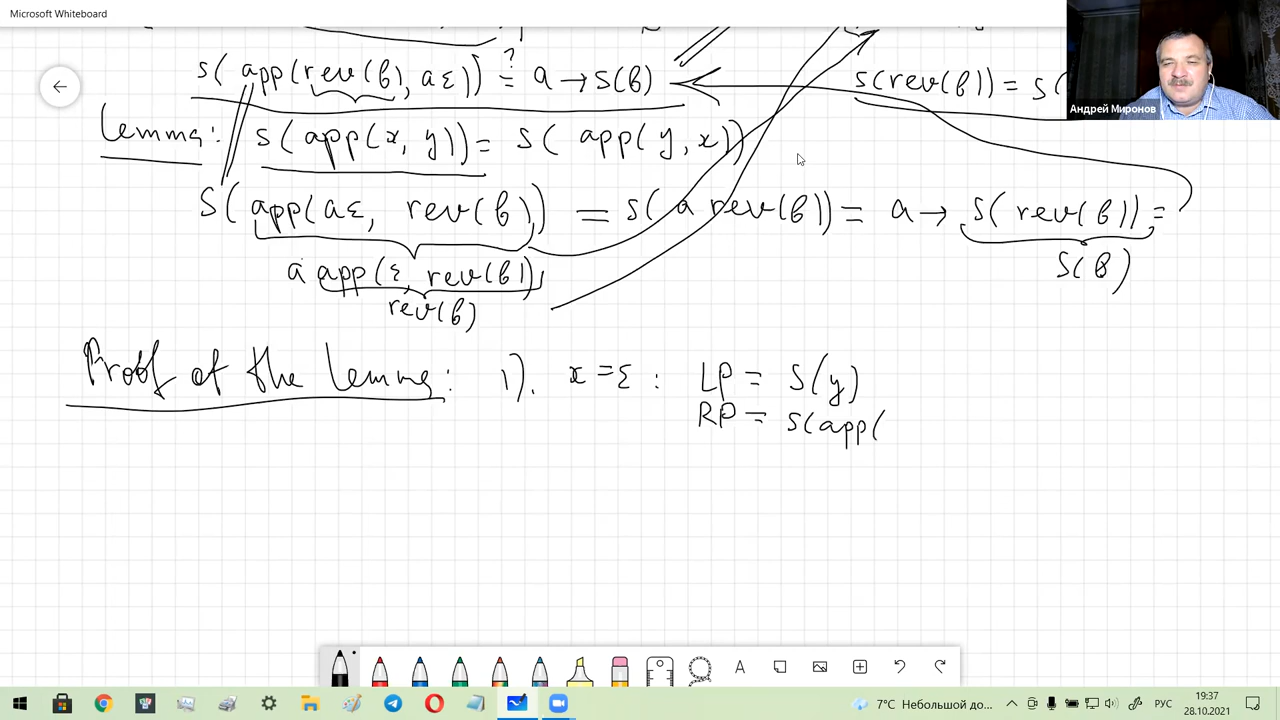 Microsoft Whiteboard
s(app(rev(b), aε)) ?= a → s(b)
s(rev(b)) = s(
Андрей Миронов
Lemma: s(app(x, y)) = s(app(y, x))
s(app(aε, rev(b))) = s(a rev(b)) = a → s(rev(b)) =
a app(ε, rev(b))
s(b)
rev(b)
Proof of the Lemma: 1). x = ε : LP = s(y)
RP = s(app(
A
РУС
19:37
7°C Небольшой до...
28.10.2021